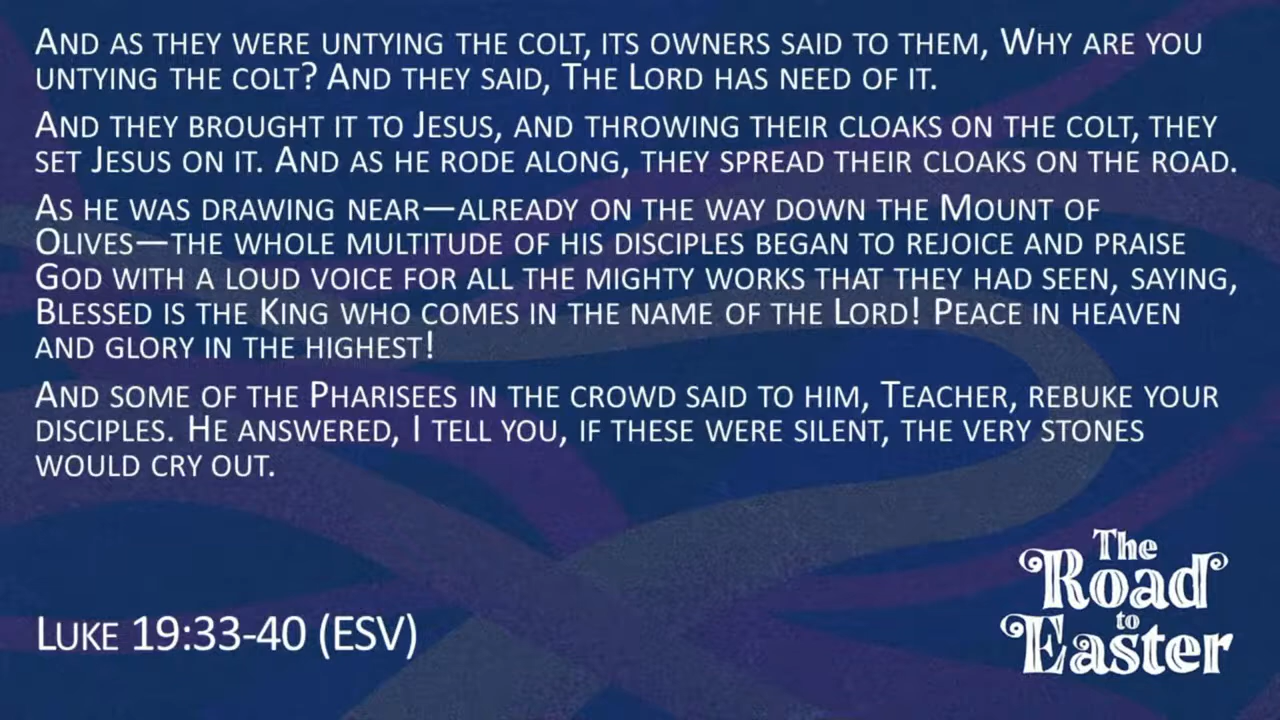 And as they were untying the colt, its owners said to them, Why are you
untying the colt? And they said, The Lord has need of it.
And they brought it to Jesus, and throwing their cloaks on the colt, they
set Jesus on it. And as he rode along, they spread their cloaks on the road.
As he was drawing near—already on the way down the Mount of
Olives—the whole multitude of his disciples began to rejoice and praise
God with a loud voice for all the mighty works that they had seen, saying,
Blessed is the King who comes in the name of the Lord! Peace in heaven
and glory in the highest!
And some of the Pharisees in the crowd said to him, Teacher, rebuke your
disciples. He answered, I tell you, if these were silent, the very stones
would cry out.
Luke 19:33-40 (ESV)
The
Road
to
Easter